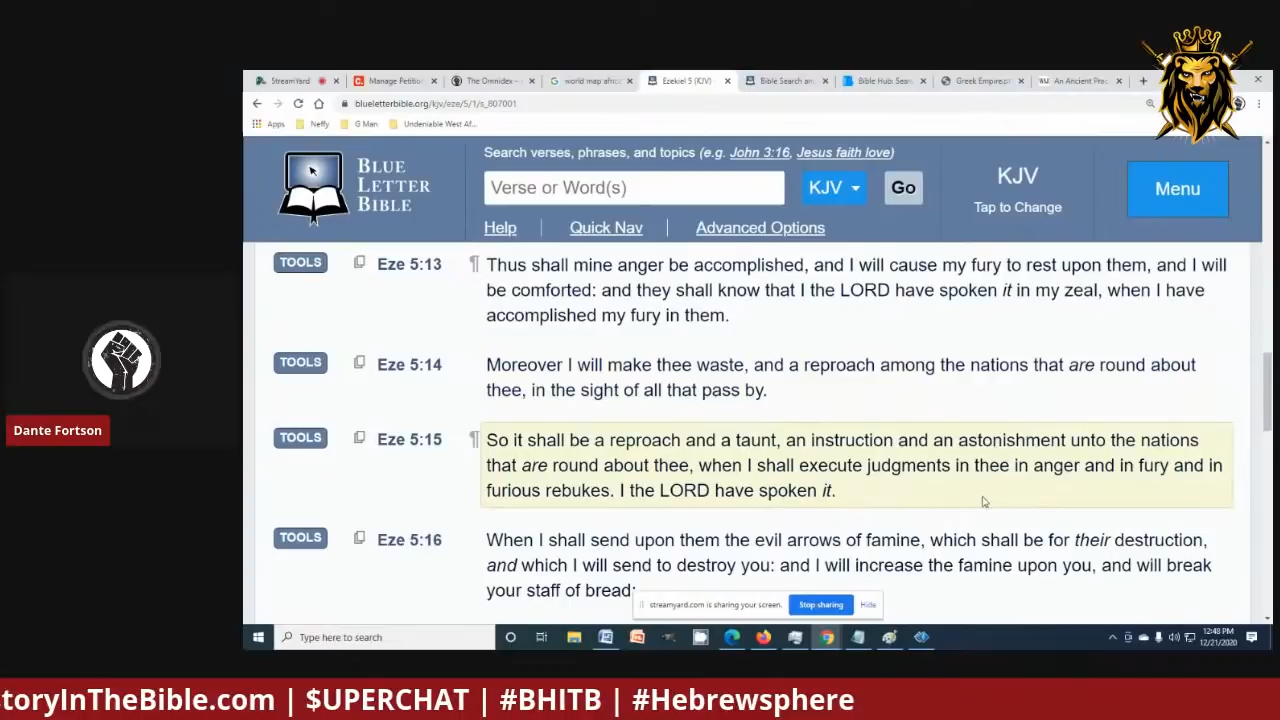 StreamYard
Manage Petitio
The Omnidex -
world map afric
Ezekiel 5 (KJV)
Bible Search an
Bible Hub: Sear
Greek Empire.p
An Ancient Prac
blueletterbible.org/kjv/eze/5/1/s_807001
Apps
Neffy
G Man
Undeniable West Af...
BLUE
LETTER
BIBLE
Search verses, phrases, and topics (e.g. John 3:16, Jesus faith love)
Verse or Word(s)
KJV
Go
Help
Quick Nav
Advanced Options
KJV
Tap to Change
Menu
TOOLS Eze 5:13 ¶ Thus shall mine anger be accomplished, and I will cause my fury to rest upon them, and I will
be comforted: and they shall know that I the LORD have spoken it in my zeal, when I have
accomplished my fury in them.
TOOLS Eze 5:14 Moreover I will make thee waste, and a reproach among the nations that are round about
thee, in the sight of all that pass by.
TOOLS Eze 5:15 ¶ So it shall be a reproach and a taunt, an instruction and an astonishment unto the nations
that are round about thee, when I shall execute judgments in thee in anger and in fury and in
furious rebukes. I the LORD have spoken it.
TOOLS Eze 5:16 When I shall send upon them the evil arrows of famine, which shall be for their destruction,
and which I will send to destroy you: and I will increase the famine upon you, and will break
your staff of bread:
streamyard.com is sharing your screen.
Stop sharing
Hide
Type here to search
12:48 PM
12/21/2020
Dante Fortson
storyInTheBible.com | $UPERCHAT | #BHITB | #Hebrewsphere